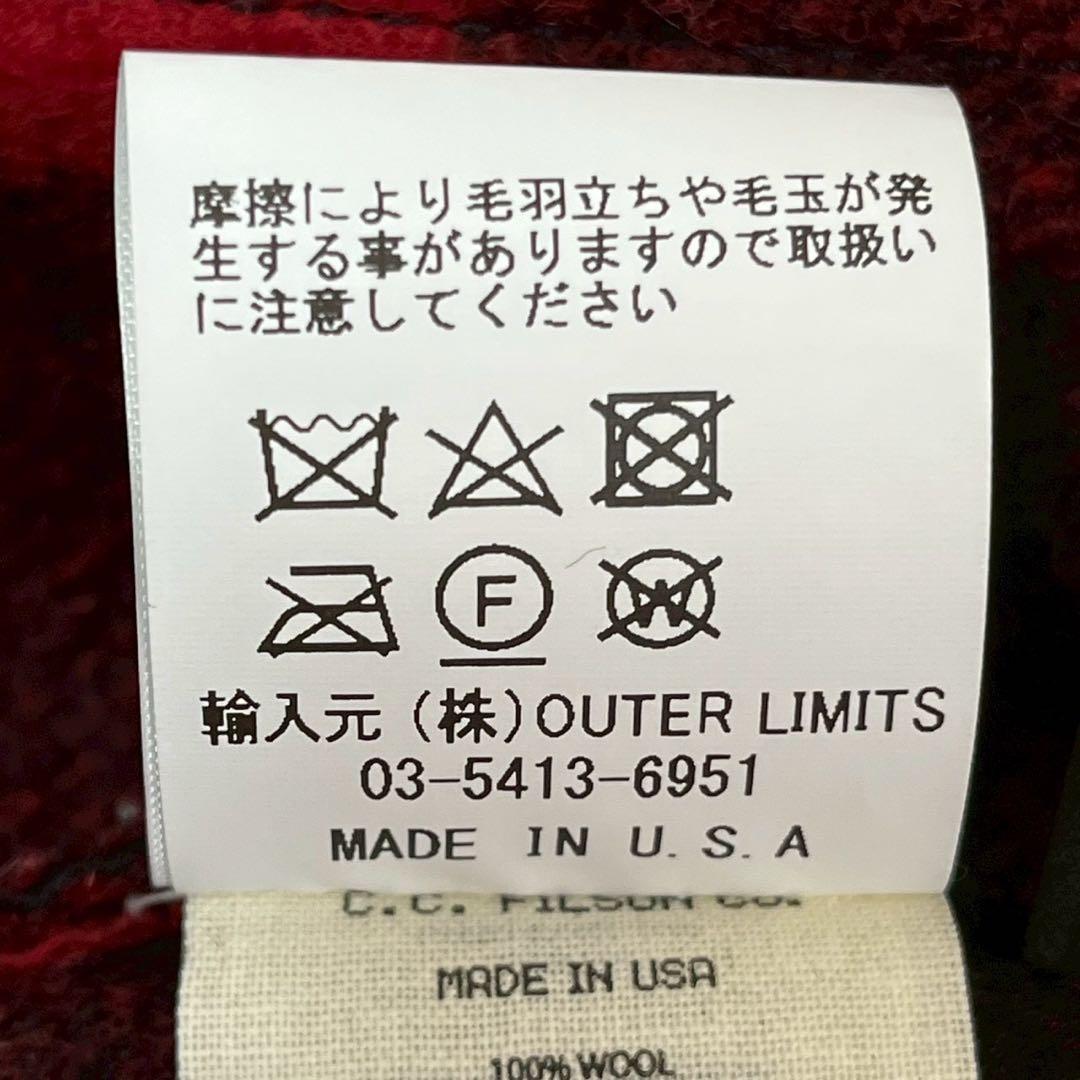 摩擦により毛羽立ちや毛玉が発
生する事がありますので取扱い
に注意してください
F
W
輸入元(株)OUTER LIMITS
03-5413-6951
MADE IN U.S.A
C.C. FILSON CO.
MADE IN USA
100% WOOL